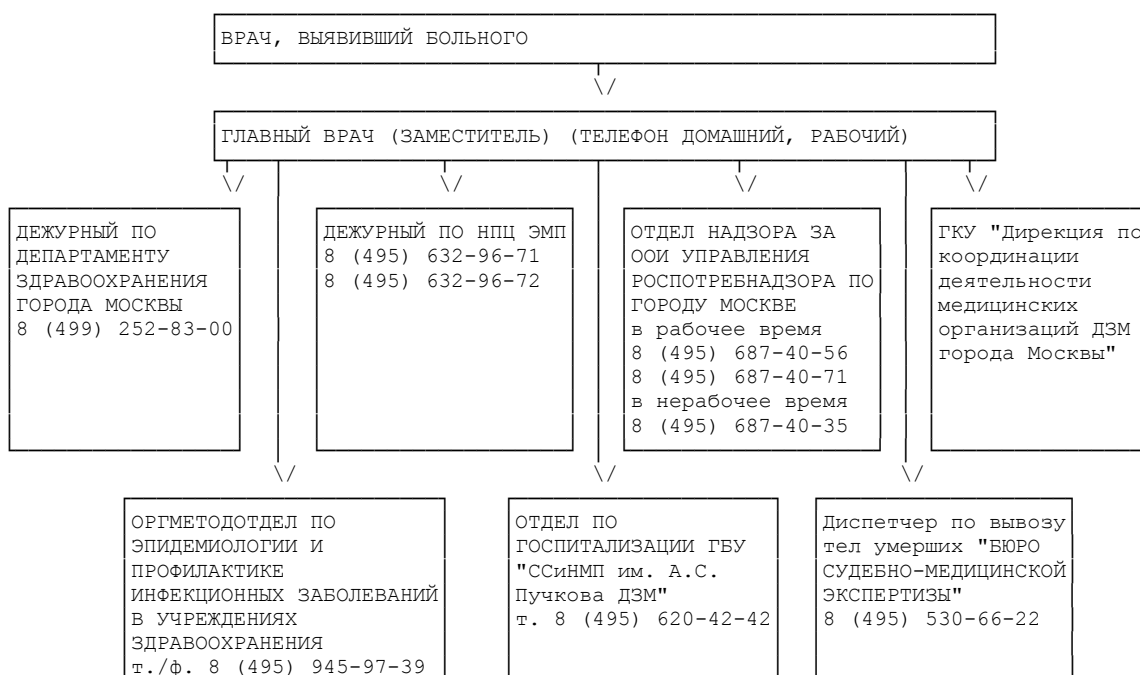 ВРАЧ, ВЫЯВИВШИЙ БОЛЬНОГО
ГЛАВНЫЙ ВРАЧ (ЗАМЕСТИТЕЛЬ) (ТЕЛЕФОН ДОМАШНИЙ, РАБОЧИЙ)
ДЕЖУРНЫЙ ПО
ДЕПАРТАМЕНТУ
ЗДРАВООХРАНЕНИЯ
ГОРОДА МОСКВЫ
8 (499) 252-83-00
ДЕЖУРНЫЙ ПО НПЦ ЭМП
8 (495) 632-96-71
8 (495) 632-96-72
ОТДЕЛ НАДЗОРА ЗА
ООИ УПРАВЛЕНИЯ
РОСПОТРЕБНАДЗОРА ПО
ГОРОДУ МОСКВЕ
в рабочее время
8 (495) 687-40-56
8 (495) 687-40-71
в нерабочее время
8 (495) 687-40-35
ГКУ "Дирекция по
координации
деятельности
медицинских
организаций ДЗМ
города Москвы"
ОРГМЕТОДОТДЕЛ ПО
ЭПИДЕМИОЛОГИИ И
ПРОФИЛАКТИКЕ
ИНФЕКЦИОННЫХ ЗАБОЛЕВАНИЙ
В УЧРЕЖДЕНИЯХ
ЗДРАВООХРАНЕНИЯ
т./ф. 8 (495) 945-97-39
ОТДЕЛ ПО
ГОСПИТАЛИЗАЦИИ ГБУ
"ССиНМП им. А.С.
Пучкова ДЗМ"
т. 8 (495) 620-42-42
Диспетчер по вывозу
тел умерших "БЮРО
СУДЕБНО-МЕДИЦИНСКОЙ
ЭКСПЕРТИЗЫ"
8 (495) 530-66-22